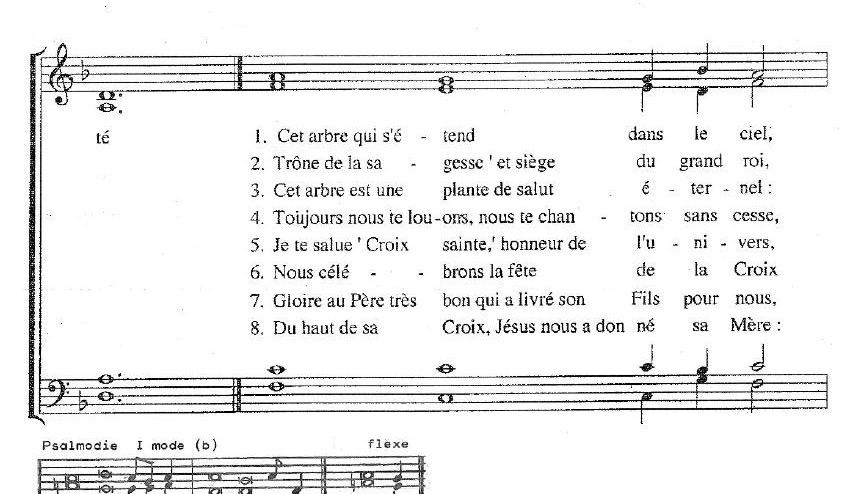 té 1. Cet arbre qui s'é - tend dans le ciel,
2. Trône de la sa - gesse ' et siège du grand roi,
3. Cet arbre est une plante de salut é - ter - nel :
4. Toujours nous te lou-ons, nous te chan - tons sans cesse,
5. Je te salue ' Croix sainte,' honneur de l'u - ni - vers,
6. Nous célé - - brons la fête de la Croix
7. Gloire au Père très bon qui a livré son Fils pour nous,
8. Du haut de sa Croix, Jésus nous a don né sa Mère :
Psalmodie I mode (b) flexe